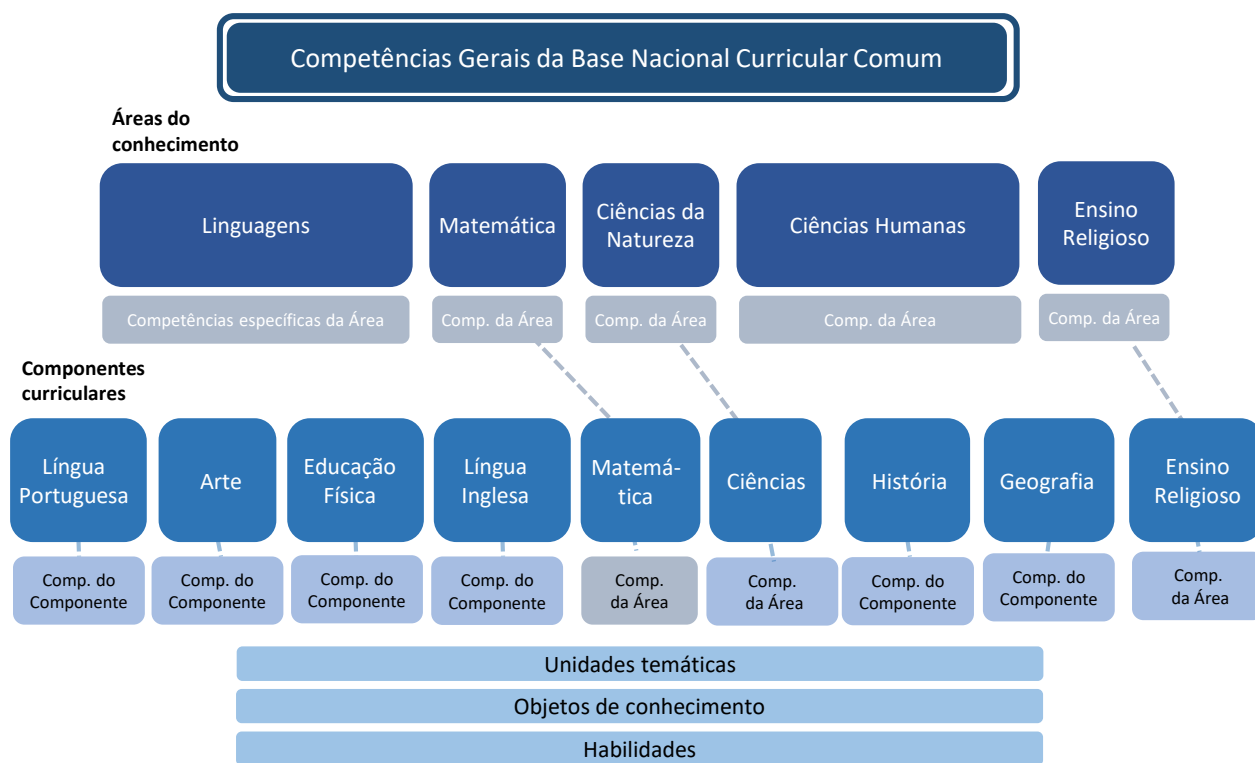 Competências Gerais da Base Nacional Curricular Comum
Áreas do
conhecimento
Linguagens
Matemática
Ciências da
Natureza
Ciências Humanas
Ensino
Religioso
Competências específicas da Área
Comp. da Área
Comp. da Área
Comp. da Área
Comp. da Área
Componentes
curriculares
Língua
Portuguesa
Arte
Educação
Física
Língua
Inglesa
Matemá-
tica
Ciências
História
Geografia
Ensino
Religioso
Comp. do
Componente
Comp. do
Componente
Comp. do
Componente
Comp. do
Componente
Comp.
da Área
Comp.
da Área
Comp. do
Componente
Comp. do
Componente
Comp.
da Área
Unidades temáticas
Objetos de conhecimento
Habilidades